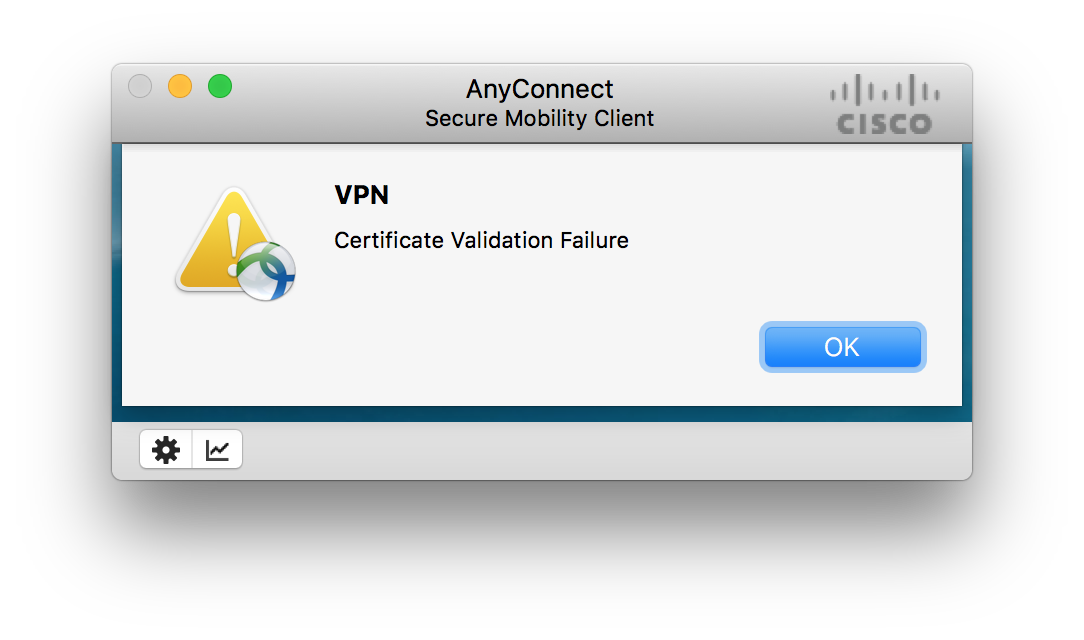 AnyConnect
Secure Mobility Client
CISCO
VPN
Certificate Validation Failure
OK